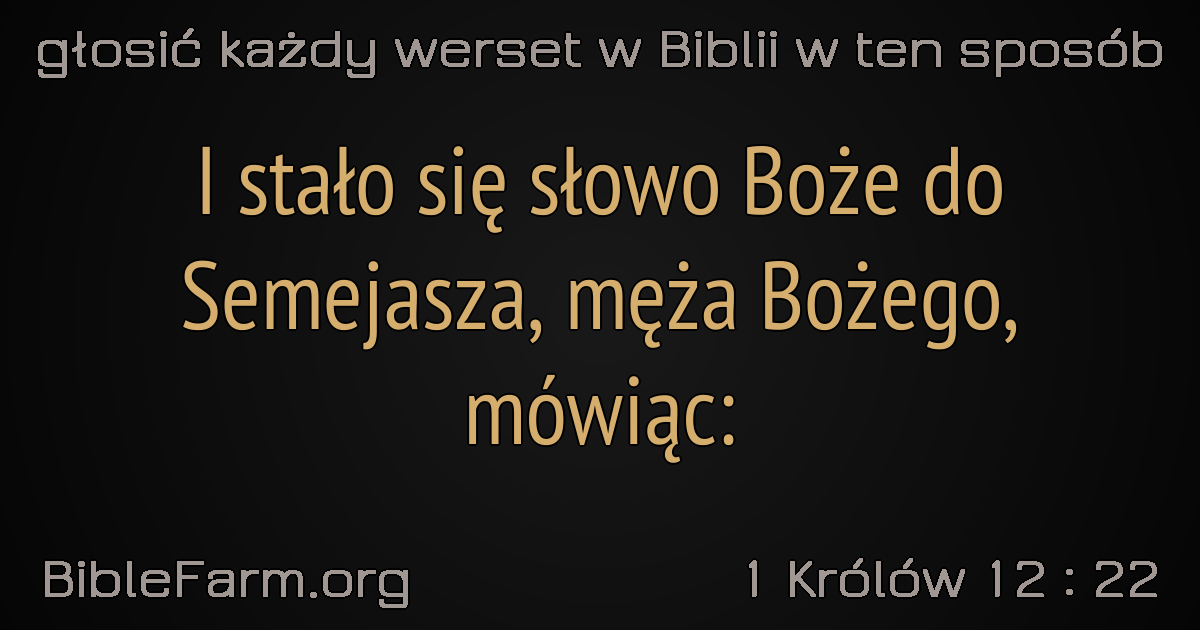 głosić każdy werset w Biblii w ten sposób
I stało się słowo Boże do
Semejasza, męża Bożego,
mówiąc:
BibleFarm.org
1 Królów 12 : 22